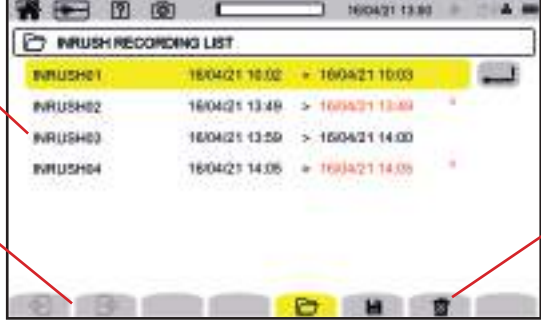 16/04/21 13:90
INRUSH RECORDING LIST
INRUSH01 16/04/21 10:02 > 16/04/21 10:03
INRUSH02 16/04/21 13:49 > 16/04/21 13:49 *
INRUSH03 16/04/21 13:59 > 16/04/21 14:00
INRUSH04 16/04/21 14:05 > 16/04/21 14:05 *